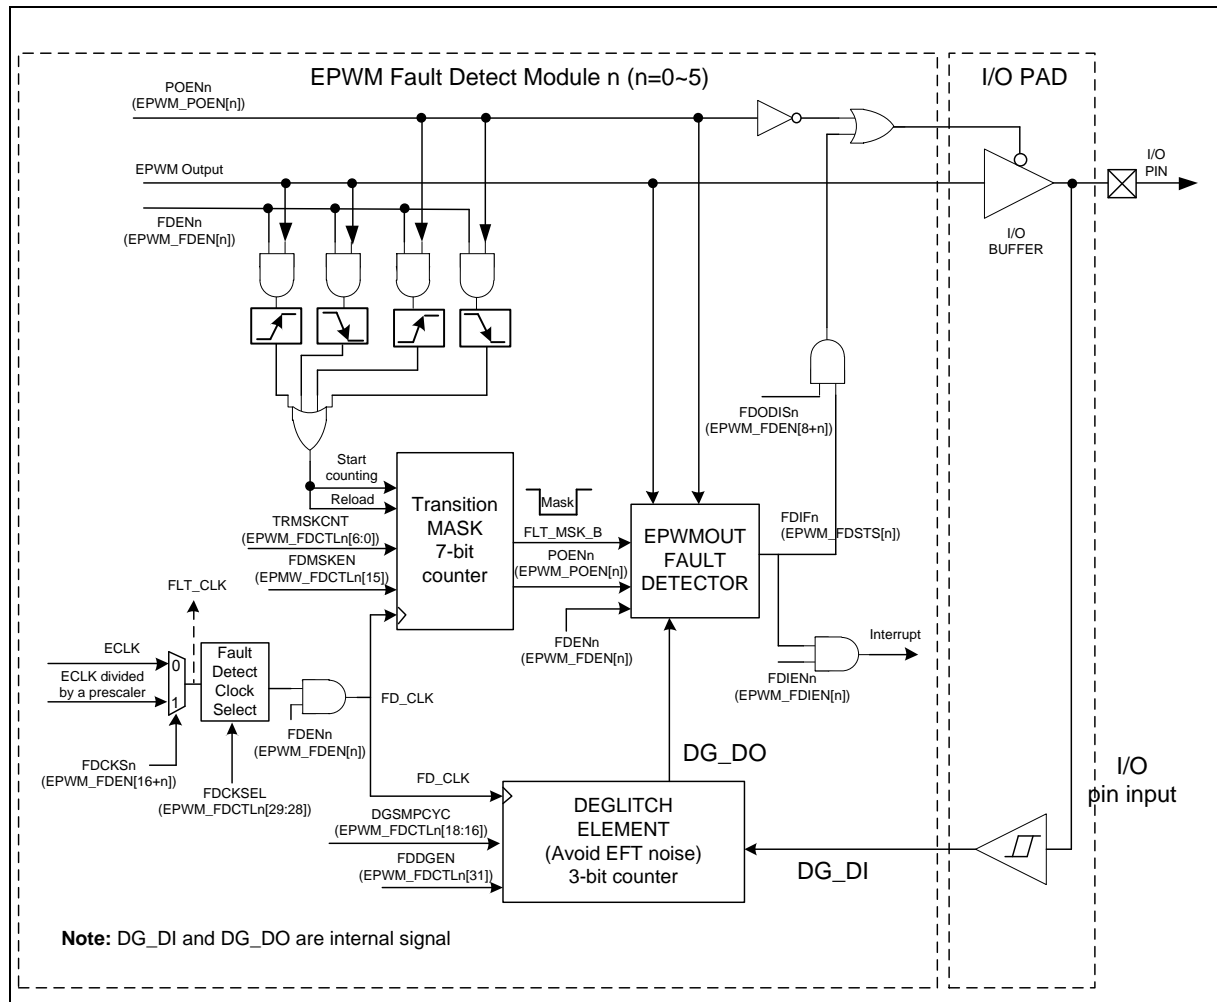 EPWM Fault Detect Module n (n=0~5)
I/O PAD
POENn
(EPWM_POEN[n])
EPWM Output
I/O
PIN
FDENn
(EPWM_FDEN[n])
I/O
BUFFER
FDODISn
(EPWM_FDEN[8+n])
Start
counting
Reload
Transition
MASK
7-bit
counter
Mask
TRMSKCNT
(EPWM_FDCTLn[6:0])
FDMSKEN
(EPMW_FDCTLn[15])
FLT_MSK_B
POENn
(EPWM_POEN[n])
EPWMOUT
FAULT
DETECTOR
FDIFn
(EPWM_FDSTS[n])
FLT_CLK
FDENn
(EPWM_FDEN[n])
Interrupt
FDIENn
(EPWM_FDIEN[n])
ECLK
ECLK divided
by a prescaler
0
1
Fault
Detect
Clock
Select
FD_CLK
FDENn
(EPWM_FDEN[n])
FDCKSn
(EPWM_FDEN[16+n])
FDCKSEL
(EPWM_FDCTLn[29:28])
DG_DO
FD_CLK
I/O
pin input
DGSMPCYC
(EPWM_FDCTLn[18:16])
FDDGEN
(EPWM_FDCTLn[31])
DEGLITCH
ELEMENT
(Avoid EFT noise)
3-bit counter
DG_DI
Note: DG_DI and DG_DO are internal signal